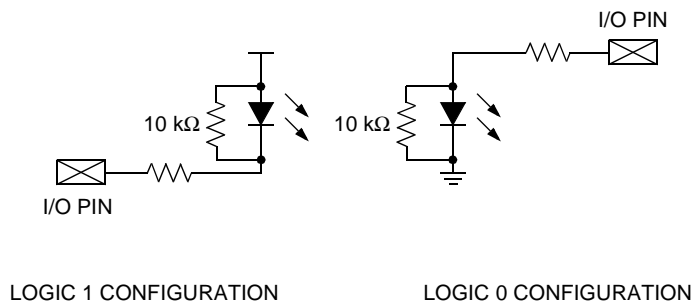 I/O PIN
10 kΩ
10 kΩ
I/O PIN
LOGIC 1 CONFIGURATION
LOGIC 0 CONFIGURATION